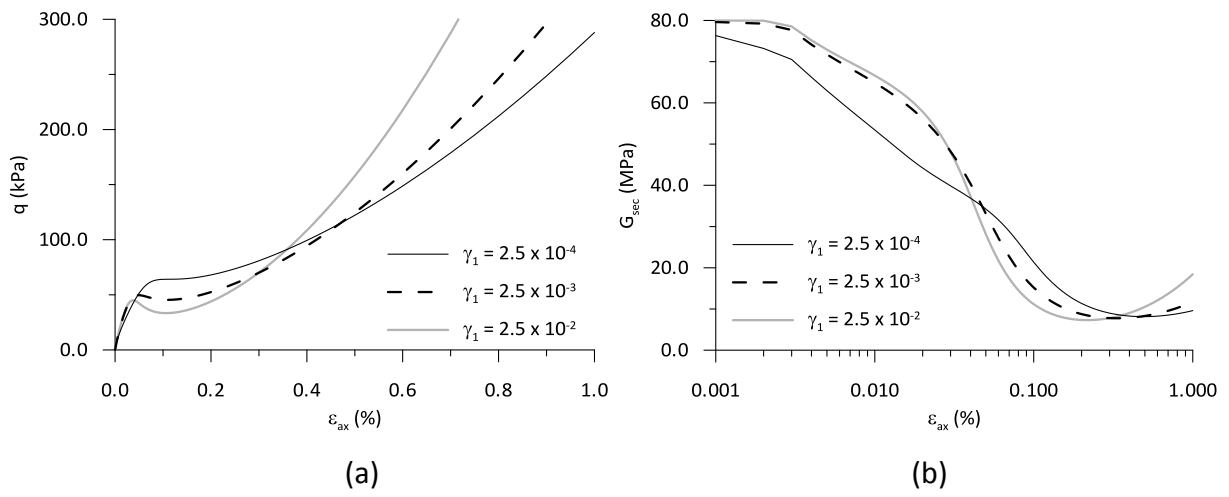 300.0
200.0
100.0
0.0
q (kPa)
0.0 0.2 0.4 0.6 0.8 1.0
ε_ax (%)
γ₁ = 2.5 x 10⁻⁴
γ₁ = 2.5 x 10⁻³
γ₁ = 2.5 x 10⁻²
(a)
80.0
60.0
40.0
20.0
0.0
G_sec (MPa)
0.001 0.010 0.100 1.000
ε_ax (%)
γ₁ = 2.5 x 10⁻⁴
γ₁ = 2.5 x 10⁻³
γ₁ = 2.5 x 10⁻²
(b)